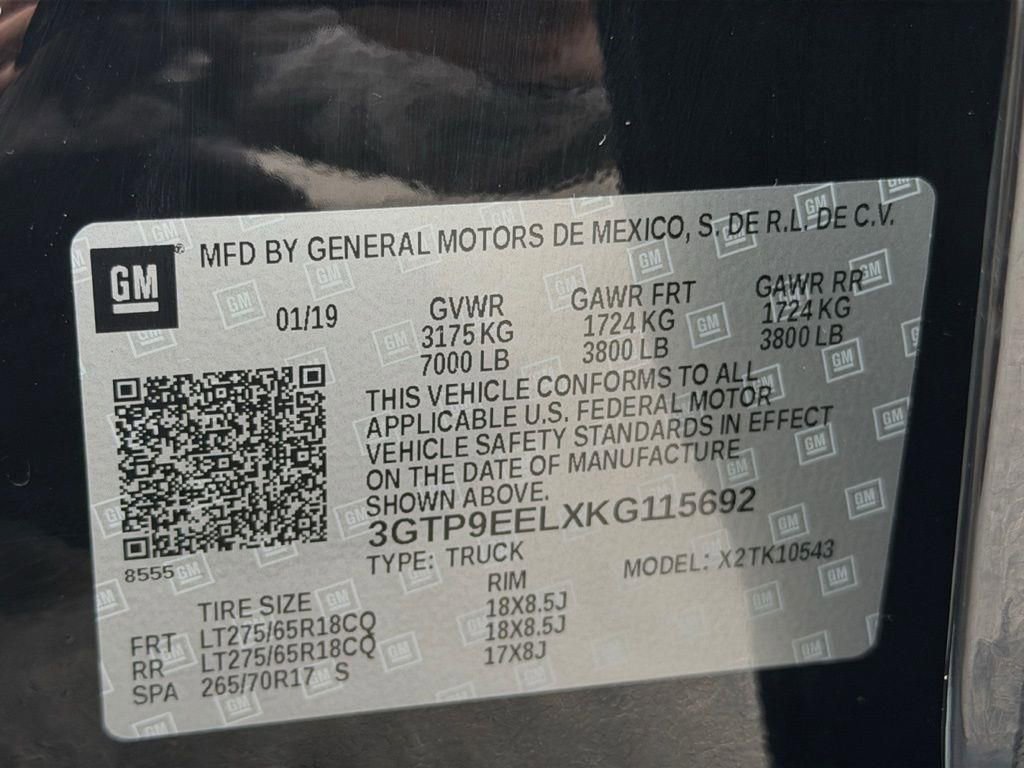 GM
MFD BY GENERAL MOTORS DE MEXICO, S. DE R.L. DE C.V.
01/19
GVWR GAWR FRT GAWR RR
3175 KG 1724 KG 1724 KG
7000 LB 3800 LB 3800 LB
THIS VEHICLE CONFORMS TO ALL
APPLICABLE U.S. FEDERAL MOTOR
VEHICLE SAFETY STANDARDS IN EFFECT
ON THE DATE OF MANUFACTURE
SHOWN ABOVE.
3GTP9EELXKG115692
8555
TYPE: TRUCK MODEL: X2TK10543
TIRE SIZE RIM
FRT LT275/65R18CQ 18X8.5J
RR LT275/65R18CQ 18X8.5J
SPA 265/70R17 S 17X8J